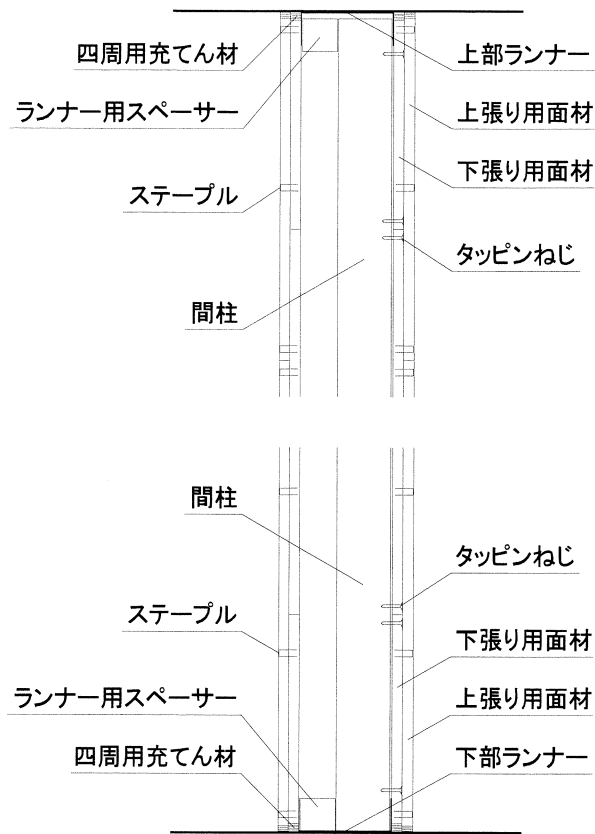 四周用充てん材
上部ランナー
ランナー用スペーサー
上張り用面材
下張り用面材
ステープル
タッピンねじ
間柱
間柱
タッピンねじ
ステープル
下張り用面材
ランナー用スペーサー
上張り用面材
四周用充てん材
下部ランナー